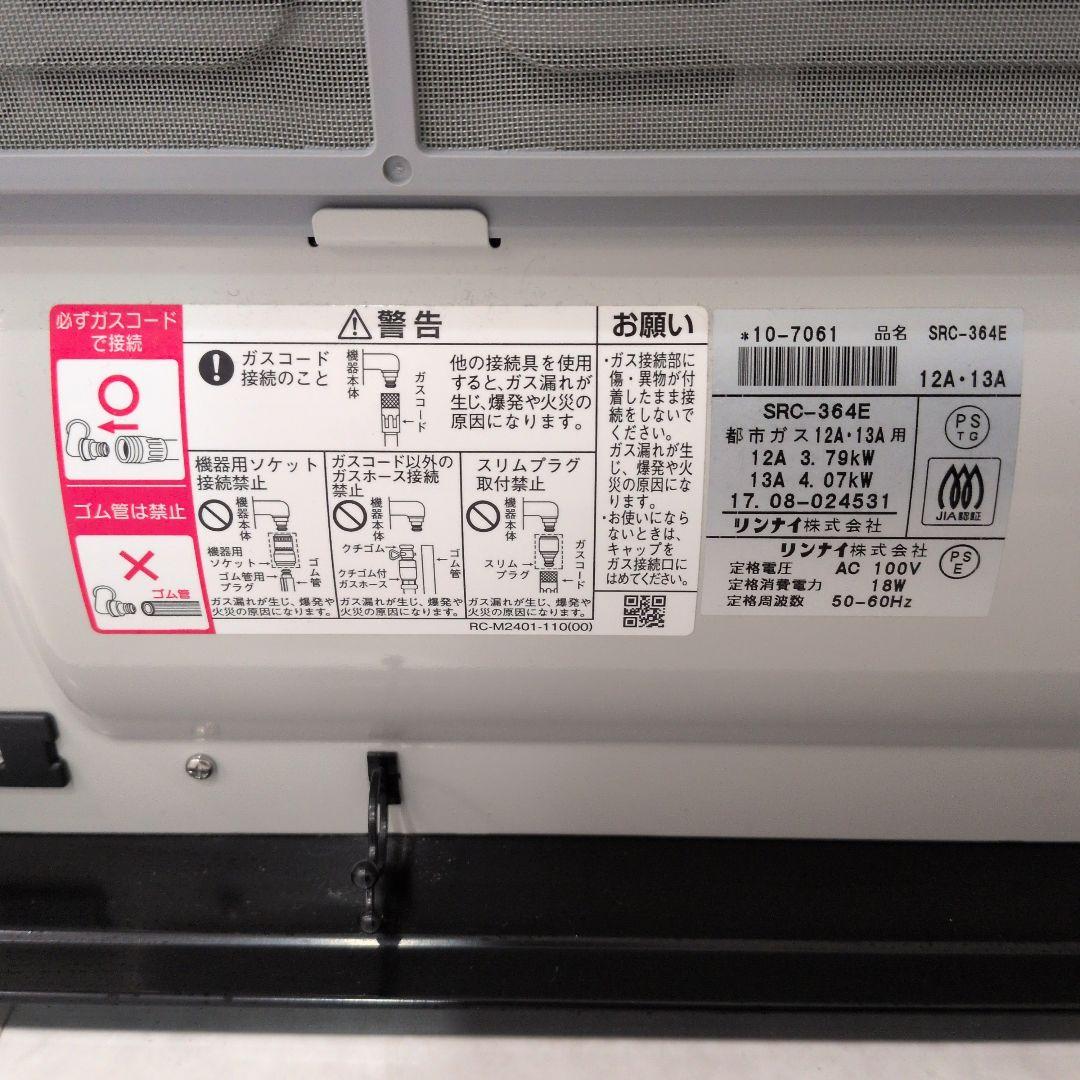 必ずガスコード
で接続
ゴム管は禁止
ゴム管
警告
ガスコード
接続のこと
機器本体
ガスコード
他の接続具を使用
すると、ガス漏れが
生じ、爆発や火災の
原因になります。
機器用ソケット
接続禁止
機器本体
機器用
ソケット
ゴム管用
プラグ
ゴム管
ガス漏れが生じ、爆発や
火災の原因になります。
ガスコード以外の
ガスホース接続
禁止
機器本体
クチゴム
クチゴム付
ガスホース
ゴム管
ガス漏れが生じ、爆発や
火災の原因になります。
スリムプラグ
取付禁止
機器本体
スリム
プラグ
ガスコード
ガス漏れが生じ、爆発や
火災の原因になります。
RC-M2401-110(00)
お願い
・ガス接続部に
傷・異物が付
着したまま接
続をしないで
ください。
ガス漏れが生
じ、爆発や火
災の原因にな
ります。
・お使いになら
ないときは、
キャップを
ガス接続口に
はめてください。
*10-7061 品名 SRC-364E
12A・13A
SRC-364E
都市ガス12A・13A用
12A 3.79kW
13A 4.07kW
17.08-024531
リンナイ株式会社
PS
TG
JIA認証
リンナイ株式会社
定格電圧 AC 100V
定格消費電力 18W
定格周波数 50-60Hz
PS
E